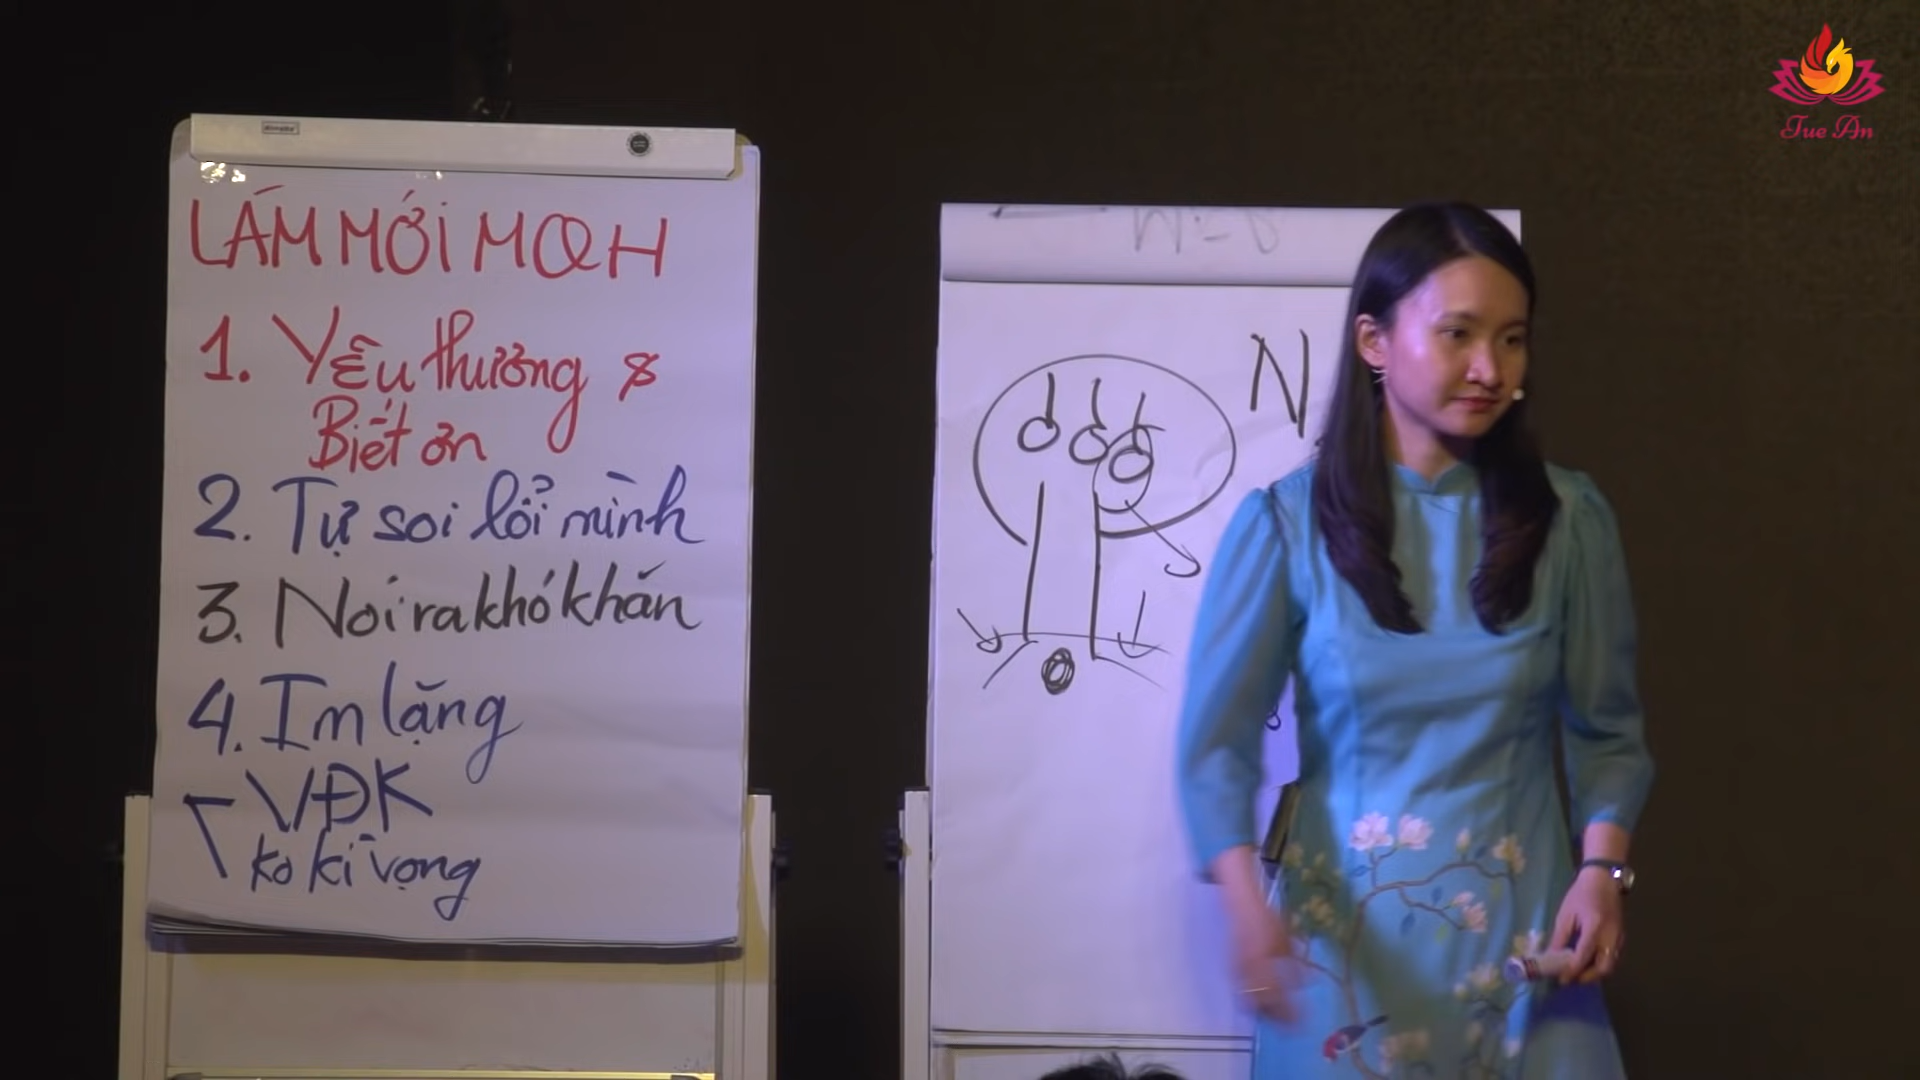 LÁM MỚI MQH
1. Yêu thương &
Biết ơn
2. Tự soi lỗi mình
3. Nói ra khó khăn
4. Im lặng
VĐK
ko kì vọng
N
Tue An